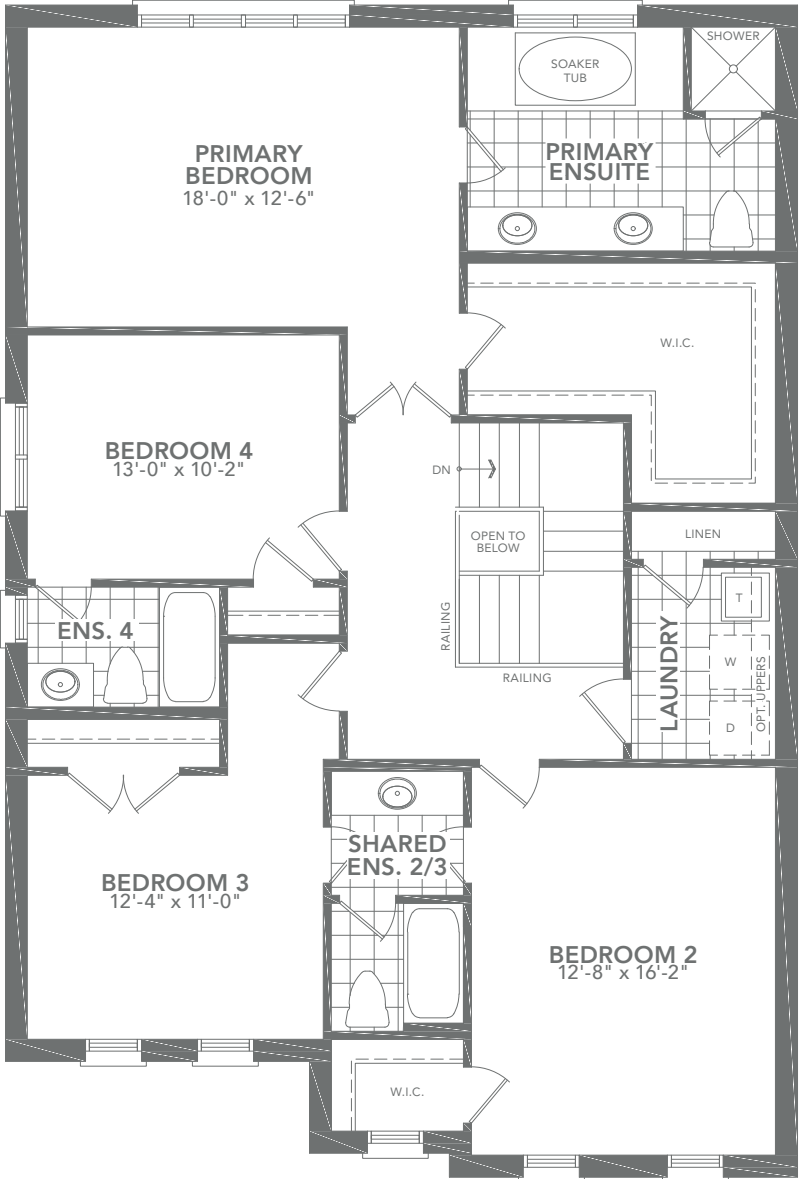 SHOWER
SOAKER
TUB
PRIMARY
BEDROOM
18'-0" x 12'-6"
PRIMARY
ENSUITE
W.I.C.
BEDROOM 4
13'-0" x 10'-2"
DN
OPEN TO
BELOW
LINEN
RAILING
RAILING
LAUNDRY
T
W
D
OPT. UPPERS
ENS. 4
SHARED
ENS. 2/3
BEDROOM 3
12'-4" x 11'-0"
BEDROOM 2
12'-8" x 16'-2"
W.I.C.